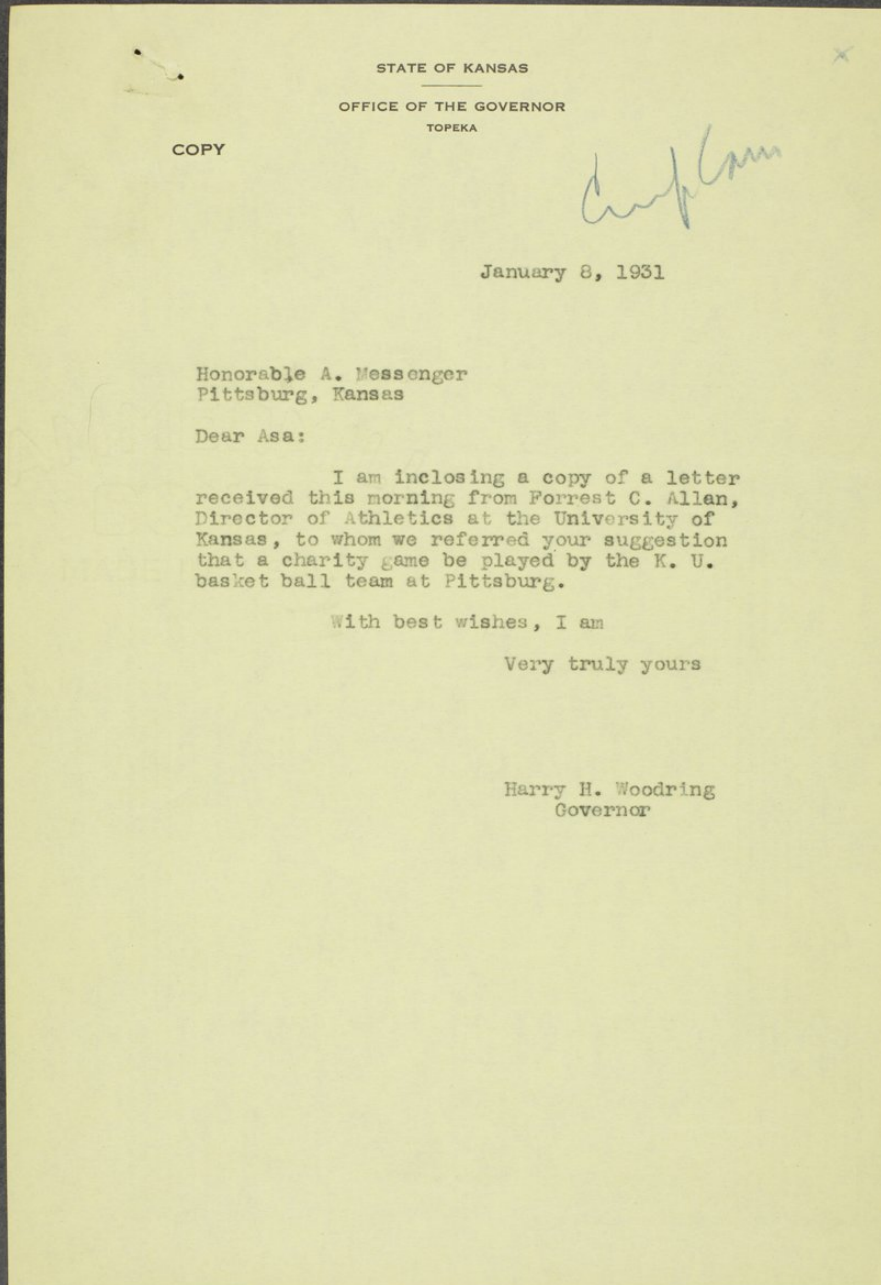 STATE OF KANSAS
OFFICE OF THE GOVERNOR
TOPEKA
COPY
January 8, 1931
Honorable A. Messenger
Pittsburg, Kansas
Dear Asa:
I am inclosing a copy of a letter
received this morning from Forrest C. Allan,
Director of Athletics at the University of
Kansas, to whom we referred your suggestion
that a charity game be played by the K. U.
basket ball team at Pittsburg.
With best wishes, I am
Very truly yours
Harry H. Woodring
Governor